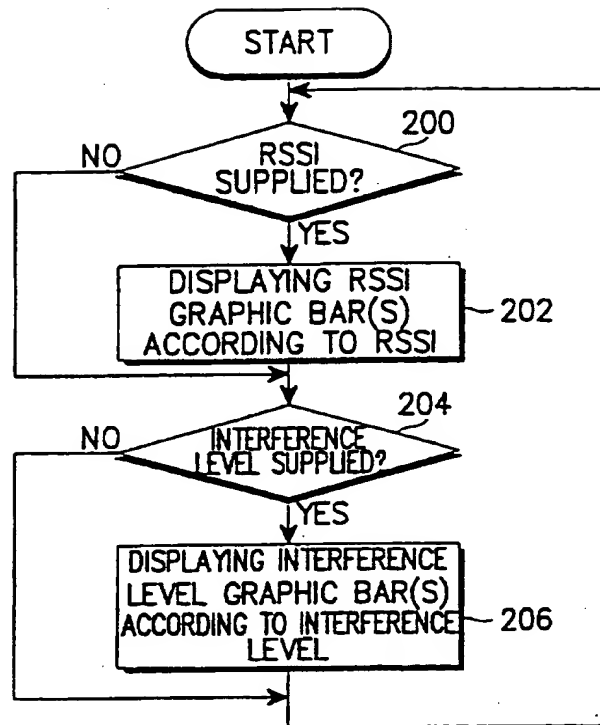 START
200
NO
RSSI
SUPPLIED?
YES
DISPLAYING RSSI
GRAPHIC BAR(S)
ACCORDING TO RSSI
202
204
NO
INTERFERENCE
LEVEL SUPPLIED?
YES
DISPLAYING INTERFERENCE
LEVEL GRAPHIC BAR(S)
ACCORDING TO INTERFERENCE
LEVEL
206